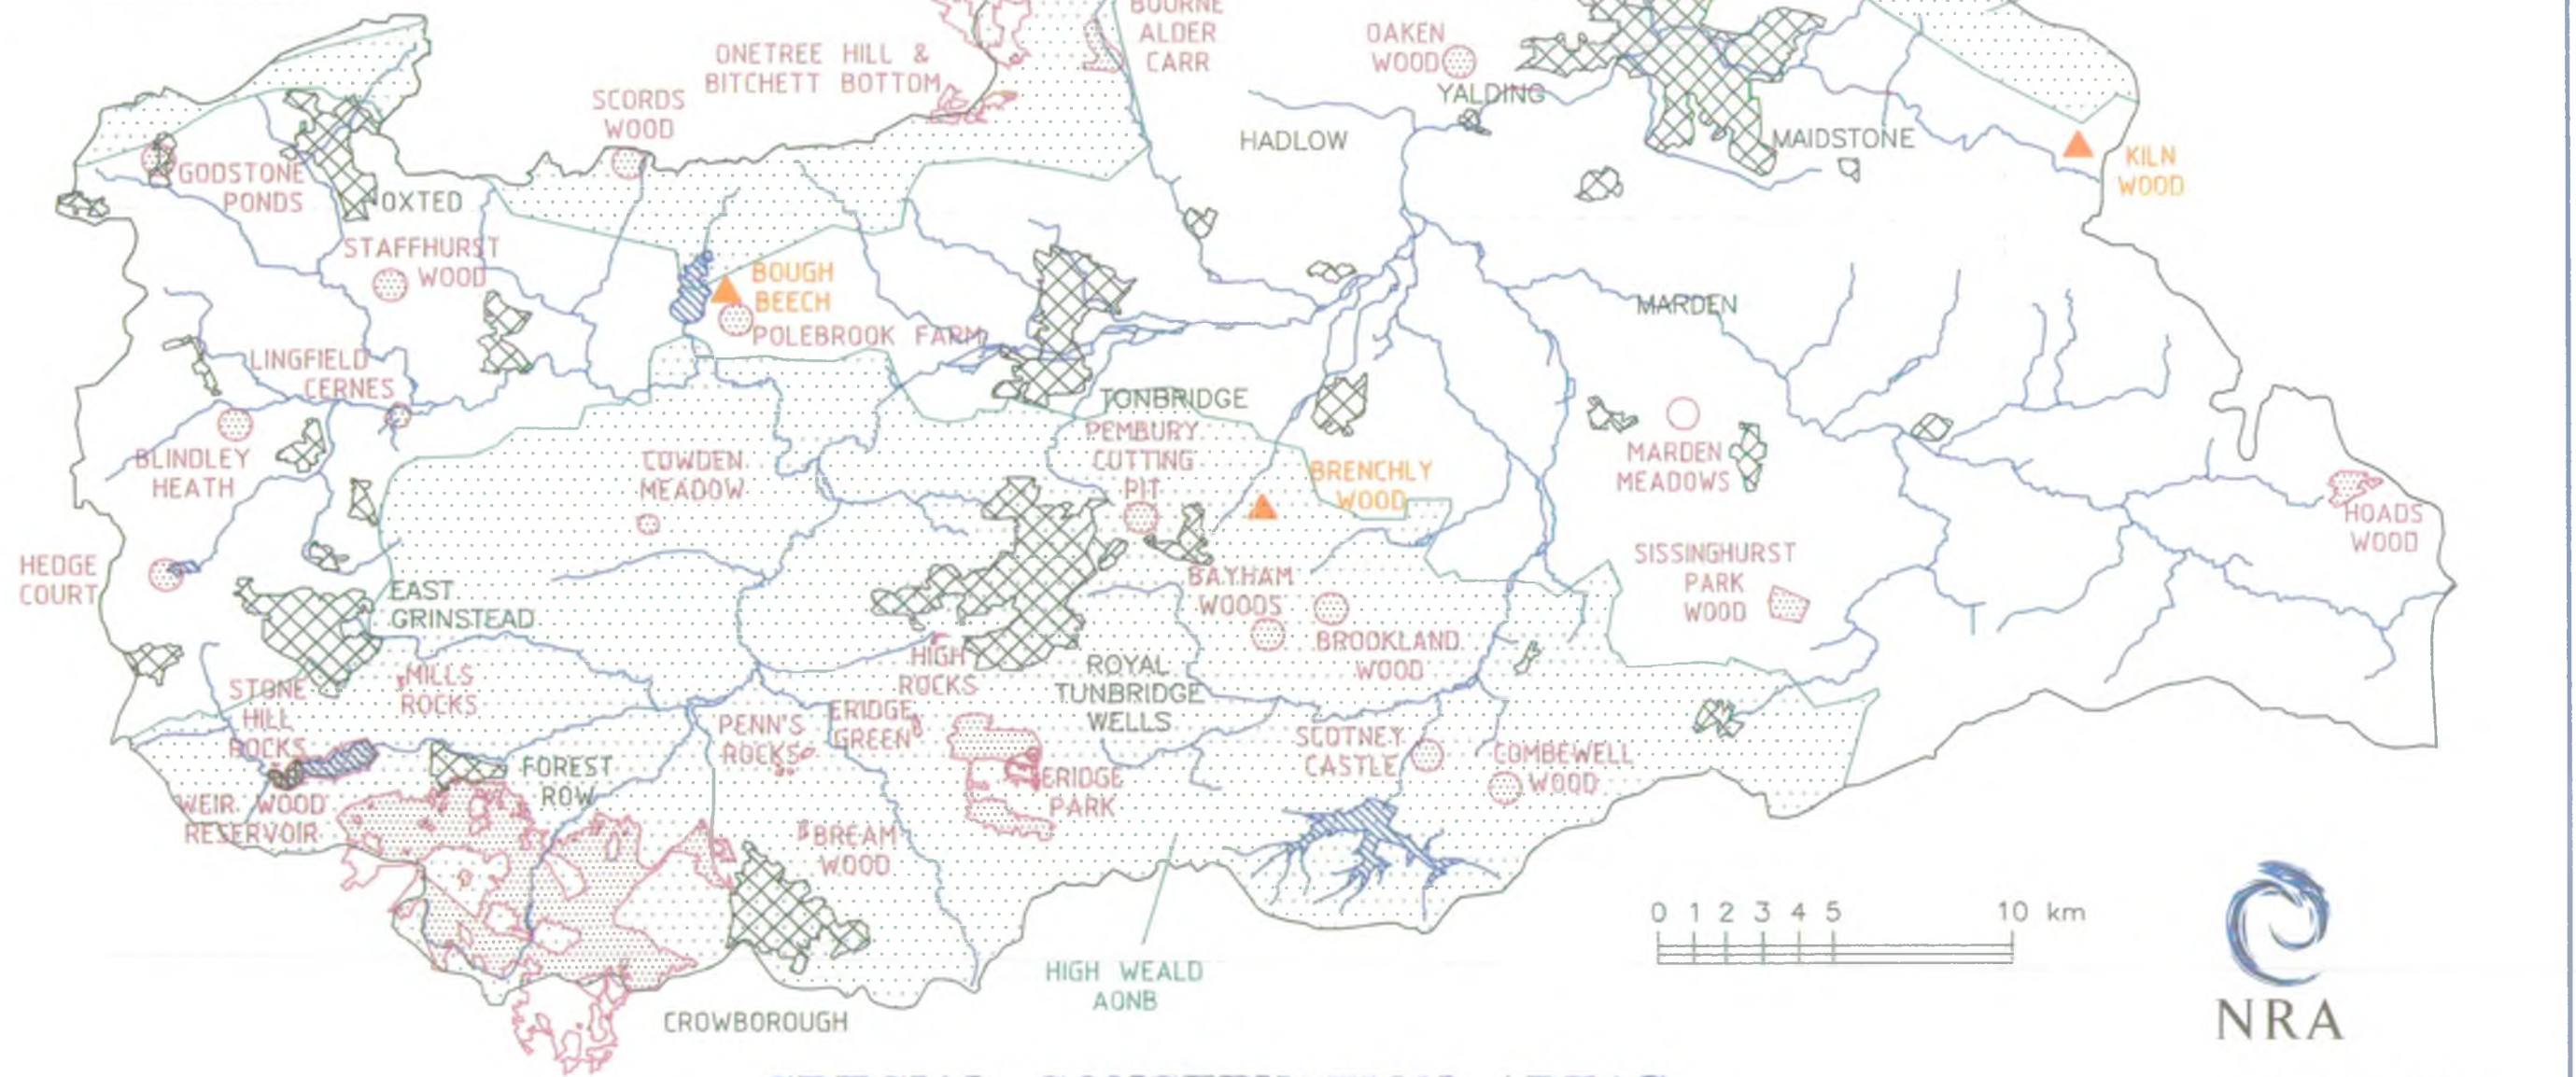 BOURNE
ALDER
CARR
OAKEN
WOOD
ONETREE HILL &
BITCHETT BOTTOM
SCORDS
WOOD
YALDING
HADLOW
MAIDSTONE
KILN
WOOD
GODSTONE
PONDS
OXTED
STAFFHURST
WOOD
BOUGH
BEECH
POLEBROOK FARM
MARDEN
LINGFIELD
CERNES
TONBRIDGE
PEMBURY
CUTTING
PIT
COWDEN
MEADOW
BLINDLEY
HEATH
BRENCHLY
WOOD
MARDEN
MEADOWS
HOADS
WOOD
HEDGE
COURT
EAST
GRINSTEAD
BAYHAM
WOODS
BROOKLAND
WOOD
SISSINGHURST
PARK
WOOD
HIGH
ROCKS
ROYAL
TUNBRIDGE
WELLS
STONE
HILL
ROCKS
MILLS
ROCKS
PENN'S
ROCKS
ERIDGE
GREEN
ERIDGE
PARK
SCOTNEY
CASTLE
COMBEWELL
WOOD
FOREST
ROW
WEIR WOOD
RESERVOIR
BREAM
WOOD
HIGH WEALD
AONB
CROWBOROUGH
0 1 2 3 4 5 10 km
NRA